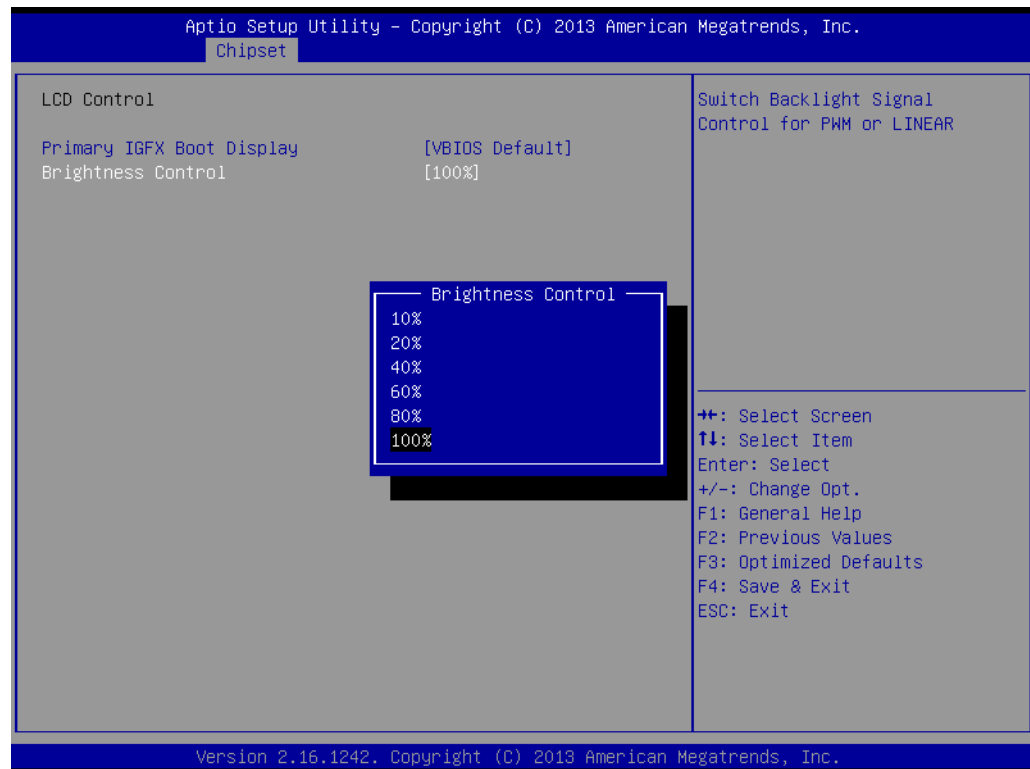 Aptio Setup Utility – Copyright (C) 2013 American Megatrends, Inc.
Chipset
LCD Control
Primary IGFX Boot Display [VBIOS Default]
Brightness Control [100%]
Brightness Control
10%
20%
40%
60%
80%
100%
Switch Backlight Signal
Control for PWM or LINEAR
→←: Select Screen
↑↓: Select Item
Enter: Select
+/-: Change Opt.
F1: General Help
F2: Previous Values
F3: Optimized Defaults
F4: Save & Exit
ESC: Exit
Version 2.16.1242. Copyright (C) 2013 American Megatrends, Inc.